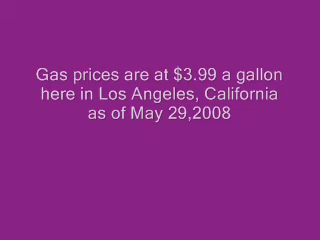 Gas prices are at $3.99 a gallon
here in Los Angeles, California
as of May 29,2008